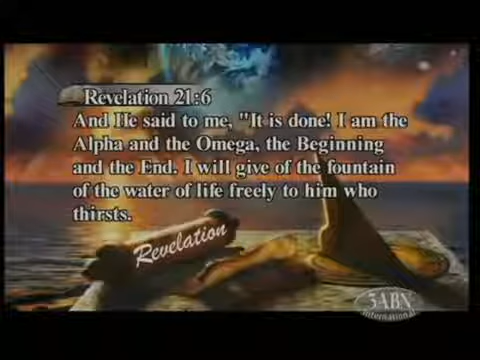 Revelation 21:6
And He said to me, "It is done! I am the
Alpha and the Omega, the Beginning
and the End. I will give of the fountain
of the water of life freely to him who
thirsts.
Revelation
3ABN
International